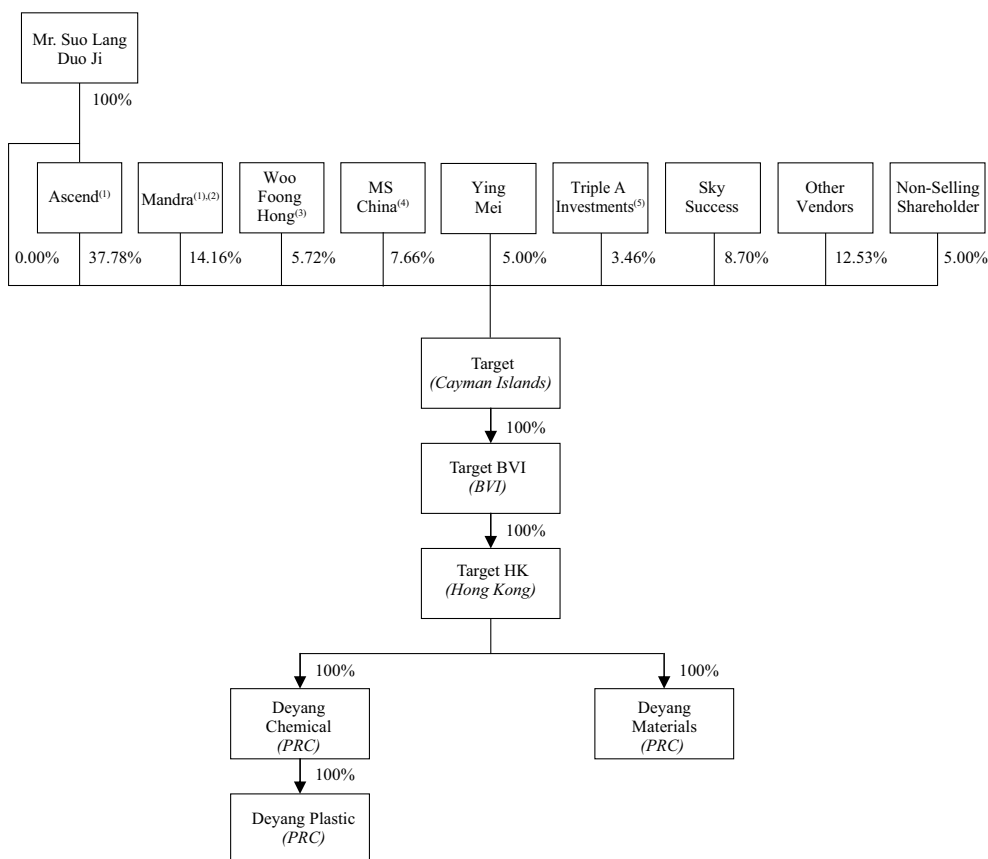 Mr. Suo Lang
Duo Ji
100%
Ascend(1)
Mandra(1),(2)
Woo
Foong
Hong(3)
MS
China(4)
Ying
Mei
Triple A
Investments(5)
Sky
Success
Other
Vendors
Non-Selling
Shareholder
0.00%
37.78%
14.16%
5.72%
7.66%
5.00%
3.46%
8.70%
12.53%
5.00%
Target
(Cayman Islands)
100%
Target BVI
(BVI)
100%
Target HK
(Hong Kong)
100%
100%
Deyang
Chemical
(PRC)
Deyang
Materials
(PRC)
100%
Deyang Plastic
(PRC)